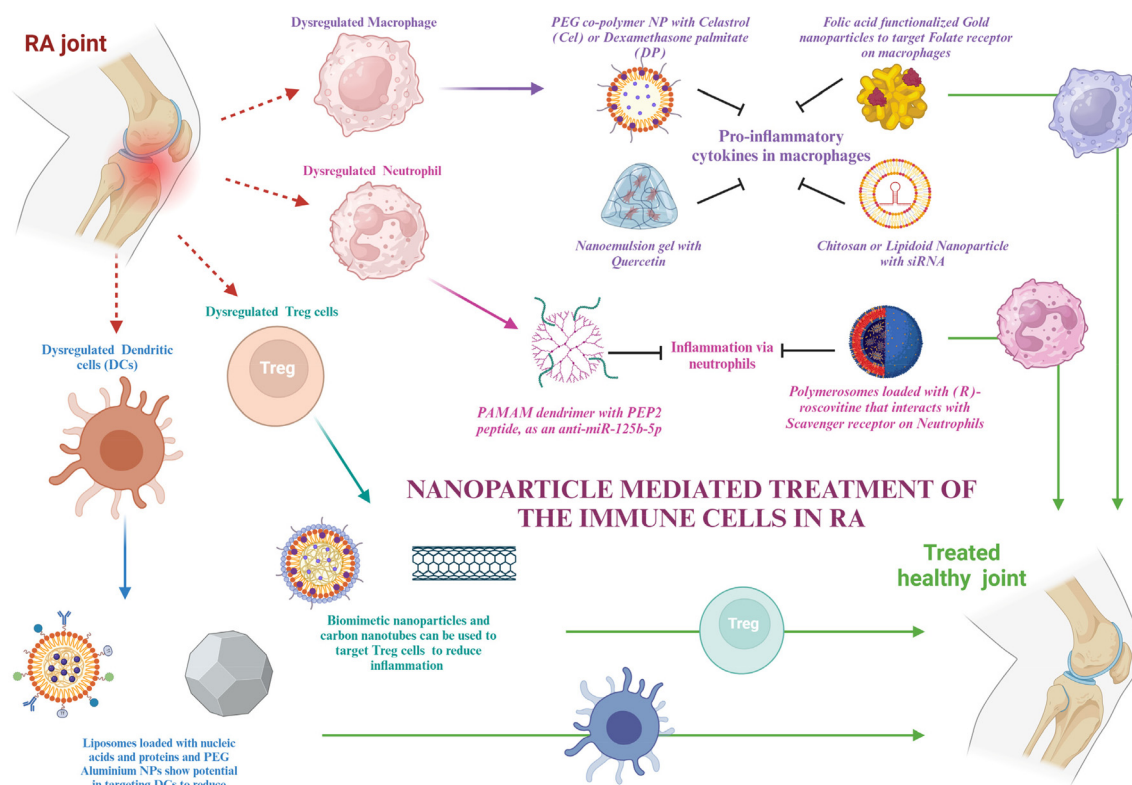 RA joint
Dysregulated Macrophage
PEG co-polymer NP with Celastrol
(Cel) or Dexamethasone palmitate
(DP)
Folic acid functionalized Gold
nanoparticles to target Folate receptor
on macrophages
Pro-inflammatory
cytokines in macrophages
Dysregulated Neutrophil
Nanoemulsion gel with
Quercetin
Chitosan or Lipidoid Nanoparticle
with siRNA
Dysregulated Treg cells
Treg
Dysregulated Dendritic
cells (DCs)
Inflammation via
neutrophils
PAMAM dendrimer with PEP2
peptide, as an anti-miR-125b-5p
Polymerosomes loaded with (R)-
roscovitine that interacts with
Scavenger receptor on Neutrophils
NANOPARTICLE MEDIATED TREATMENT OF
THE IMMUNE CELLS IN RA
Treated
healthy joint
Biomimetic nanoparticles and
carbon nanotubes can be used to
target Treg cells to reduce
inflammation
Treg
Liposomes loaded with nucleic
acids and proteins and PEG
Aluminium NPs show potential
in targeting DCs to reduce